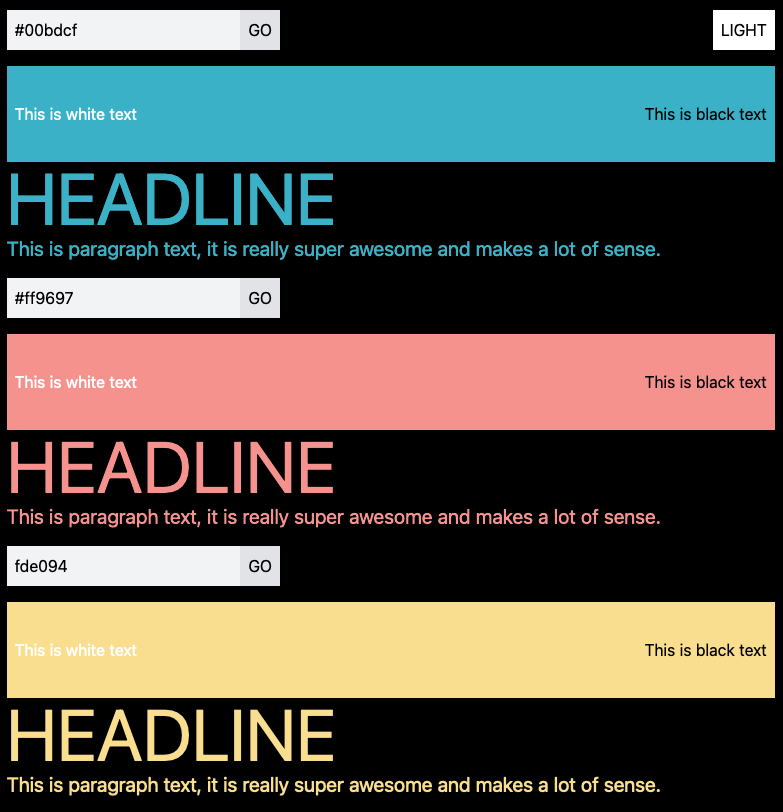 #00bdcf GO LIGHT
This is white text This is black text
HEADLINE
This is paragraph text, it is really super awesome and makes a lot of sense.
#ff9697 GO
This is white text This is black text
HEADLINE
This is paragraph text, it is really super awesome and makes a lot of sense.
fde094 GO
This is white text This is black text
HEADLINE
This is paragraph text, it is really super awesome and makes a lot of sense.